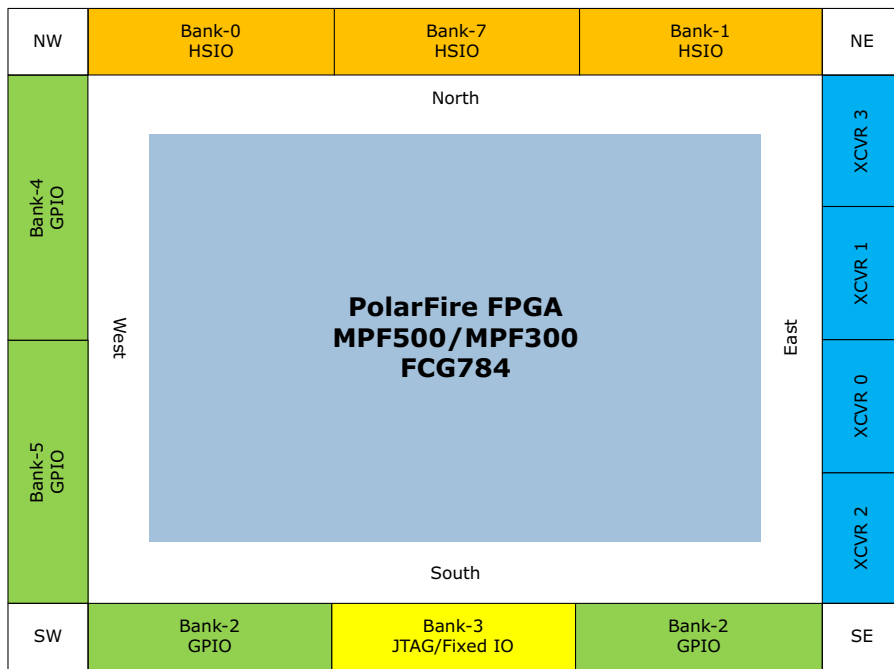 NW
Bank-0
HSIO
Bank-7
HSIO
Bank-1
HSIO
NE
North
Bank-4
GPIO
XCVR 3
XCVR 1
West
PolarFire FPGA
MPF500/MPF300
FCG784
East
Bank-5
GPIO
XCVR 0
XCVR 2
South
SW
Bank-2
GPIO
Bank-3
JTAG/Fixed IO
Bank-2
GPIO
SE